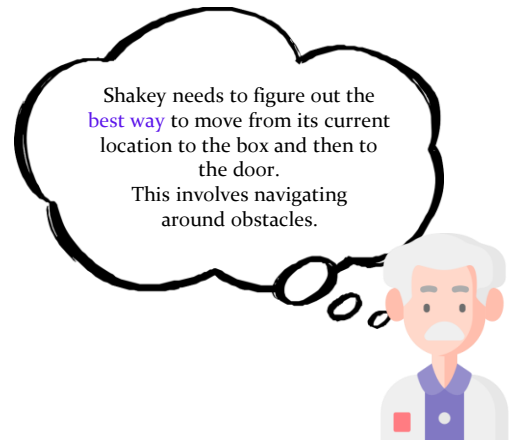 Shakey needs to figure out the
best way to move from its current
location to the box and then to
the door.
This involves navigating
around obstacles.